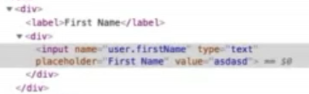 ▼<div>
<label>First Name</label>
▼<div>
<input name="user.firstName" type="text"
placeholder="First Name" value="asdasd"> == $0
</div>
</div>